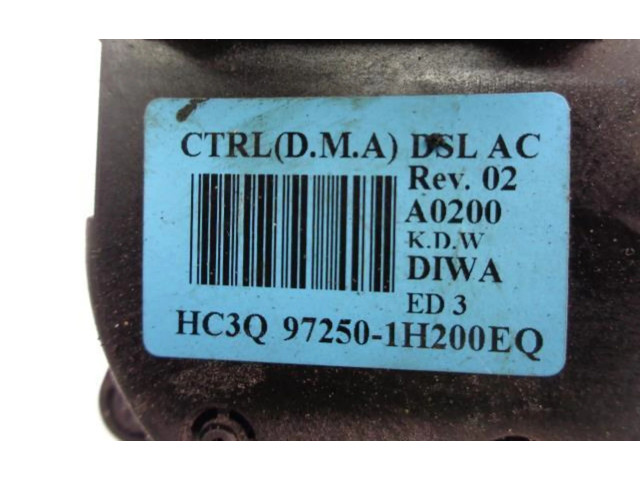 CTRL(D.M.A) DSL AC
Rev. 02
A0200
K.D.W
DIWA
ED 3
HC3Q 97250-1H200EQ